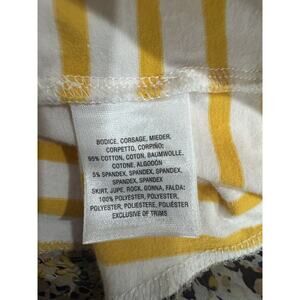 BODICE, CORSAGE, MIEDER,
CORPETTO, CORPIÑO:
95% COTTON, COTON, BAUMWOLLE,
COTONE, ALGODÓN
5% SPANDEX, SPANDEX, SPANDEX,
SPANDEX, SPANDEX
SKIRT, JUPE, ROCK, GONNA, FALDA:
100% POLYESTER, POLYESTER,
POLYESTER, POLIESTERE, POLIÉSTER
EXCLUSIVE OF TRIMS